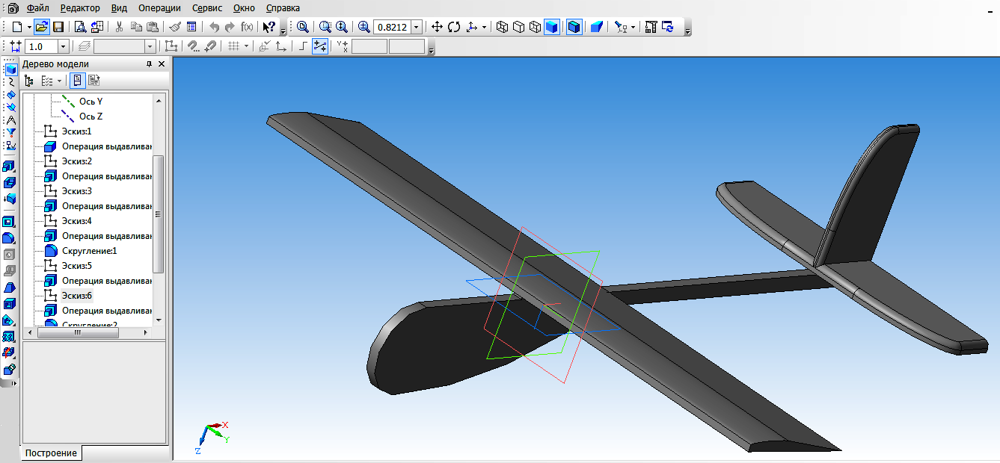 Файл Редактор Вид Операции Сервис Окно Справка
f(x) 0.8212
1.0
Дерево модели
Ось Y
Ось Z
Эскиз:1
Операция выдавливан
Эскиз:2
Операция выдавливан
Эскиз:3
Операция выдавливан
Эскиз:4
Операция выдавливан
Скругление:1
Эскиз:5
Операция выдавливан
Эскиз:6
Операция выдавливан
Скругление:2
X
Y
Z
Построение